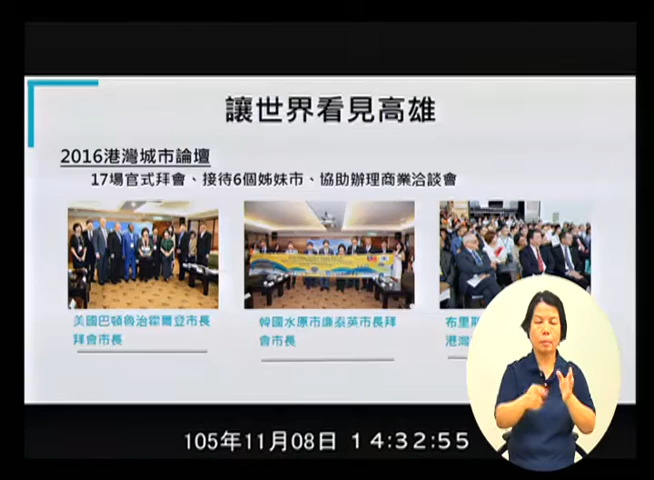 讓世界看見高雄
2016港灣城市論壇
17場官式拜會、接待6個姊妹市、協助辦理商業洽談會
美國巴頓魯治霍爾登市長
拜會市長
韓國水原市廉泰英市長拜
會市長
布里斯
港灣
105年11月08日 14:32:55